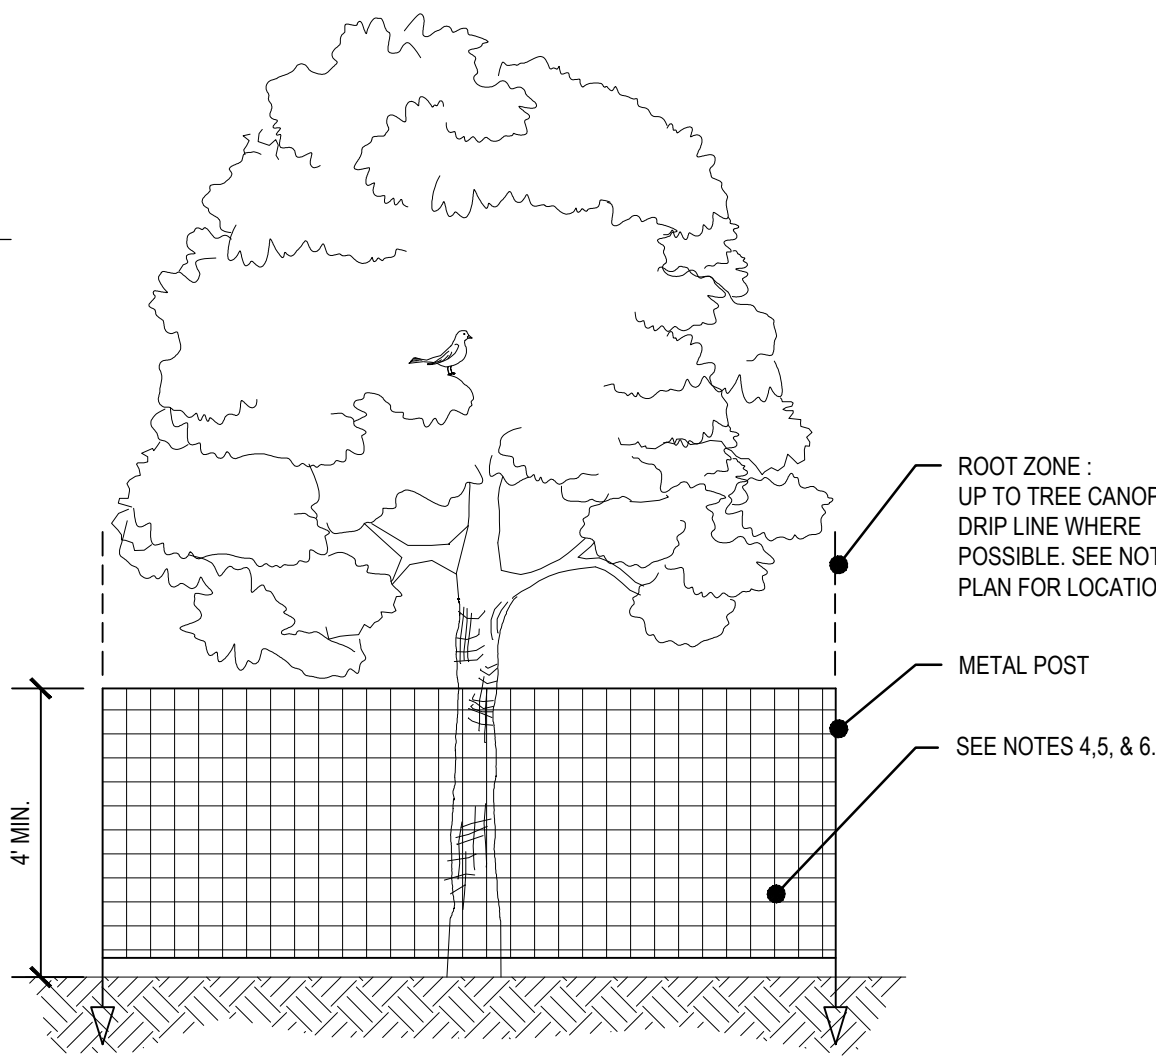 ROOT ZONE :
UP TO TREE CANOP
DRIP LINE WHERE
POSSIBLE. SEE NOT
PLAN FOR LOCATIO
METAL POST
SEE NOTES 4,5, & 6.
4' MIN.